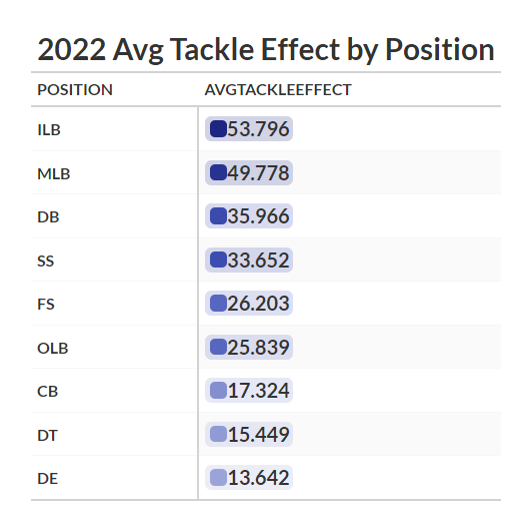 2022 Avg Tackle Effect by Position
POSITION AVGTACKLEEFFECT
ILB 53.796
MLB 49.778
DB 35.966
SS 33.652
FS 26.203
OLB 25.839
CB 17.324
DT 15.449
DE 13.642